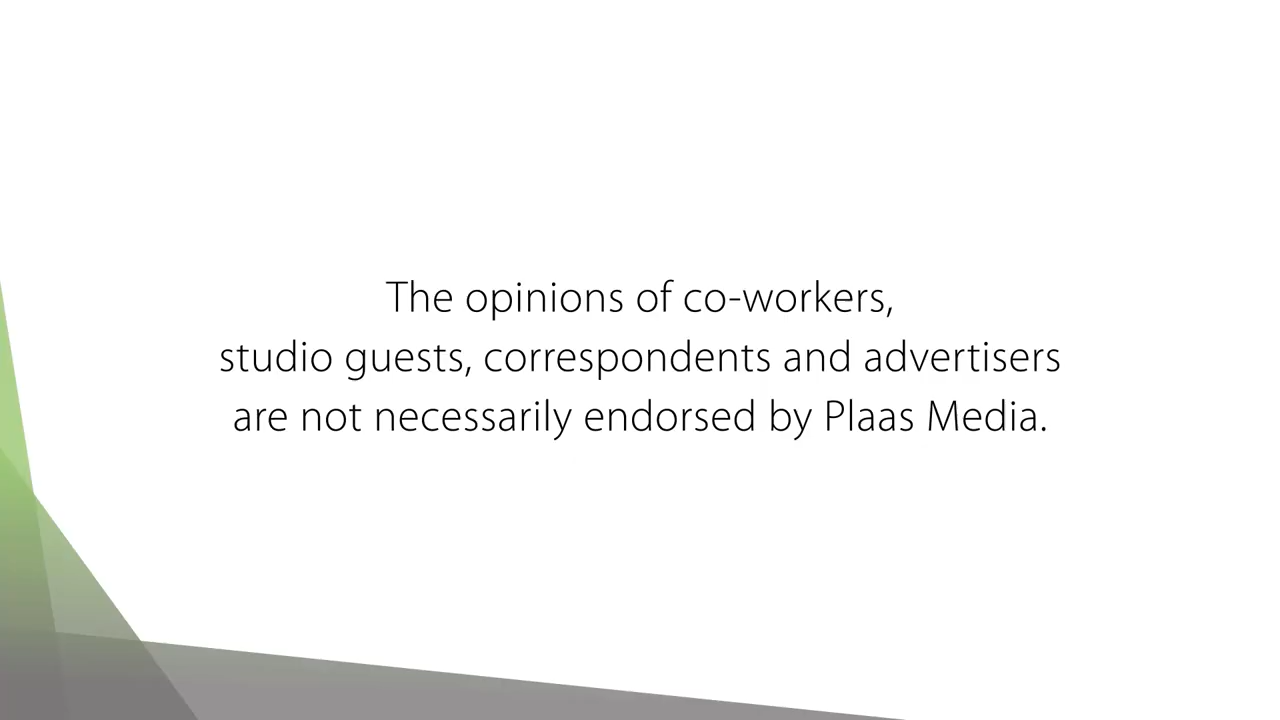 The opinions of co-workers,
studio guests, correspondents and advertisers
are not necessarily endorsed by Plaas Media.